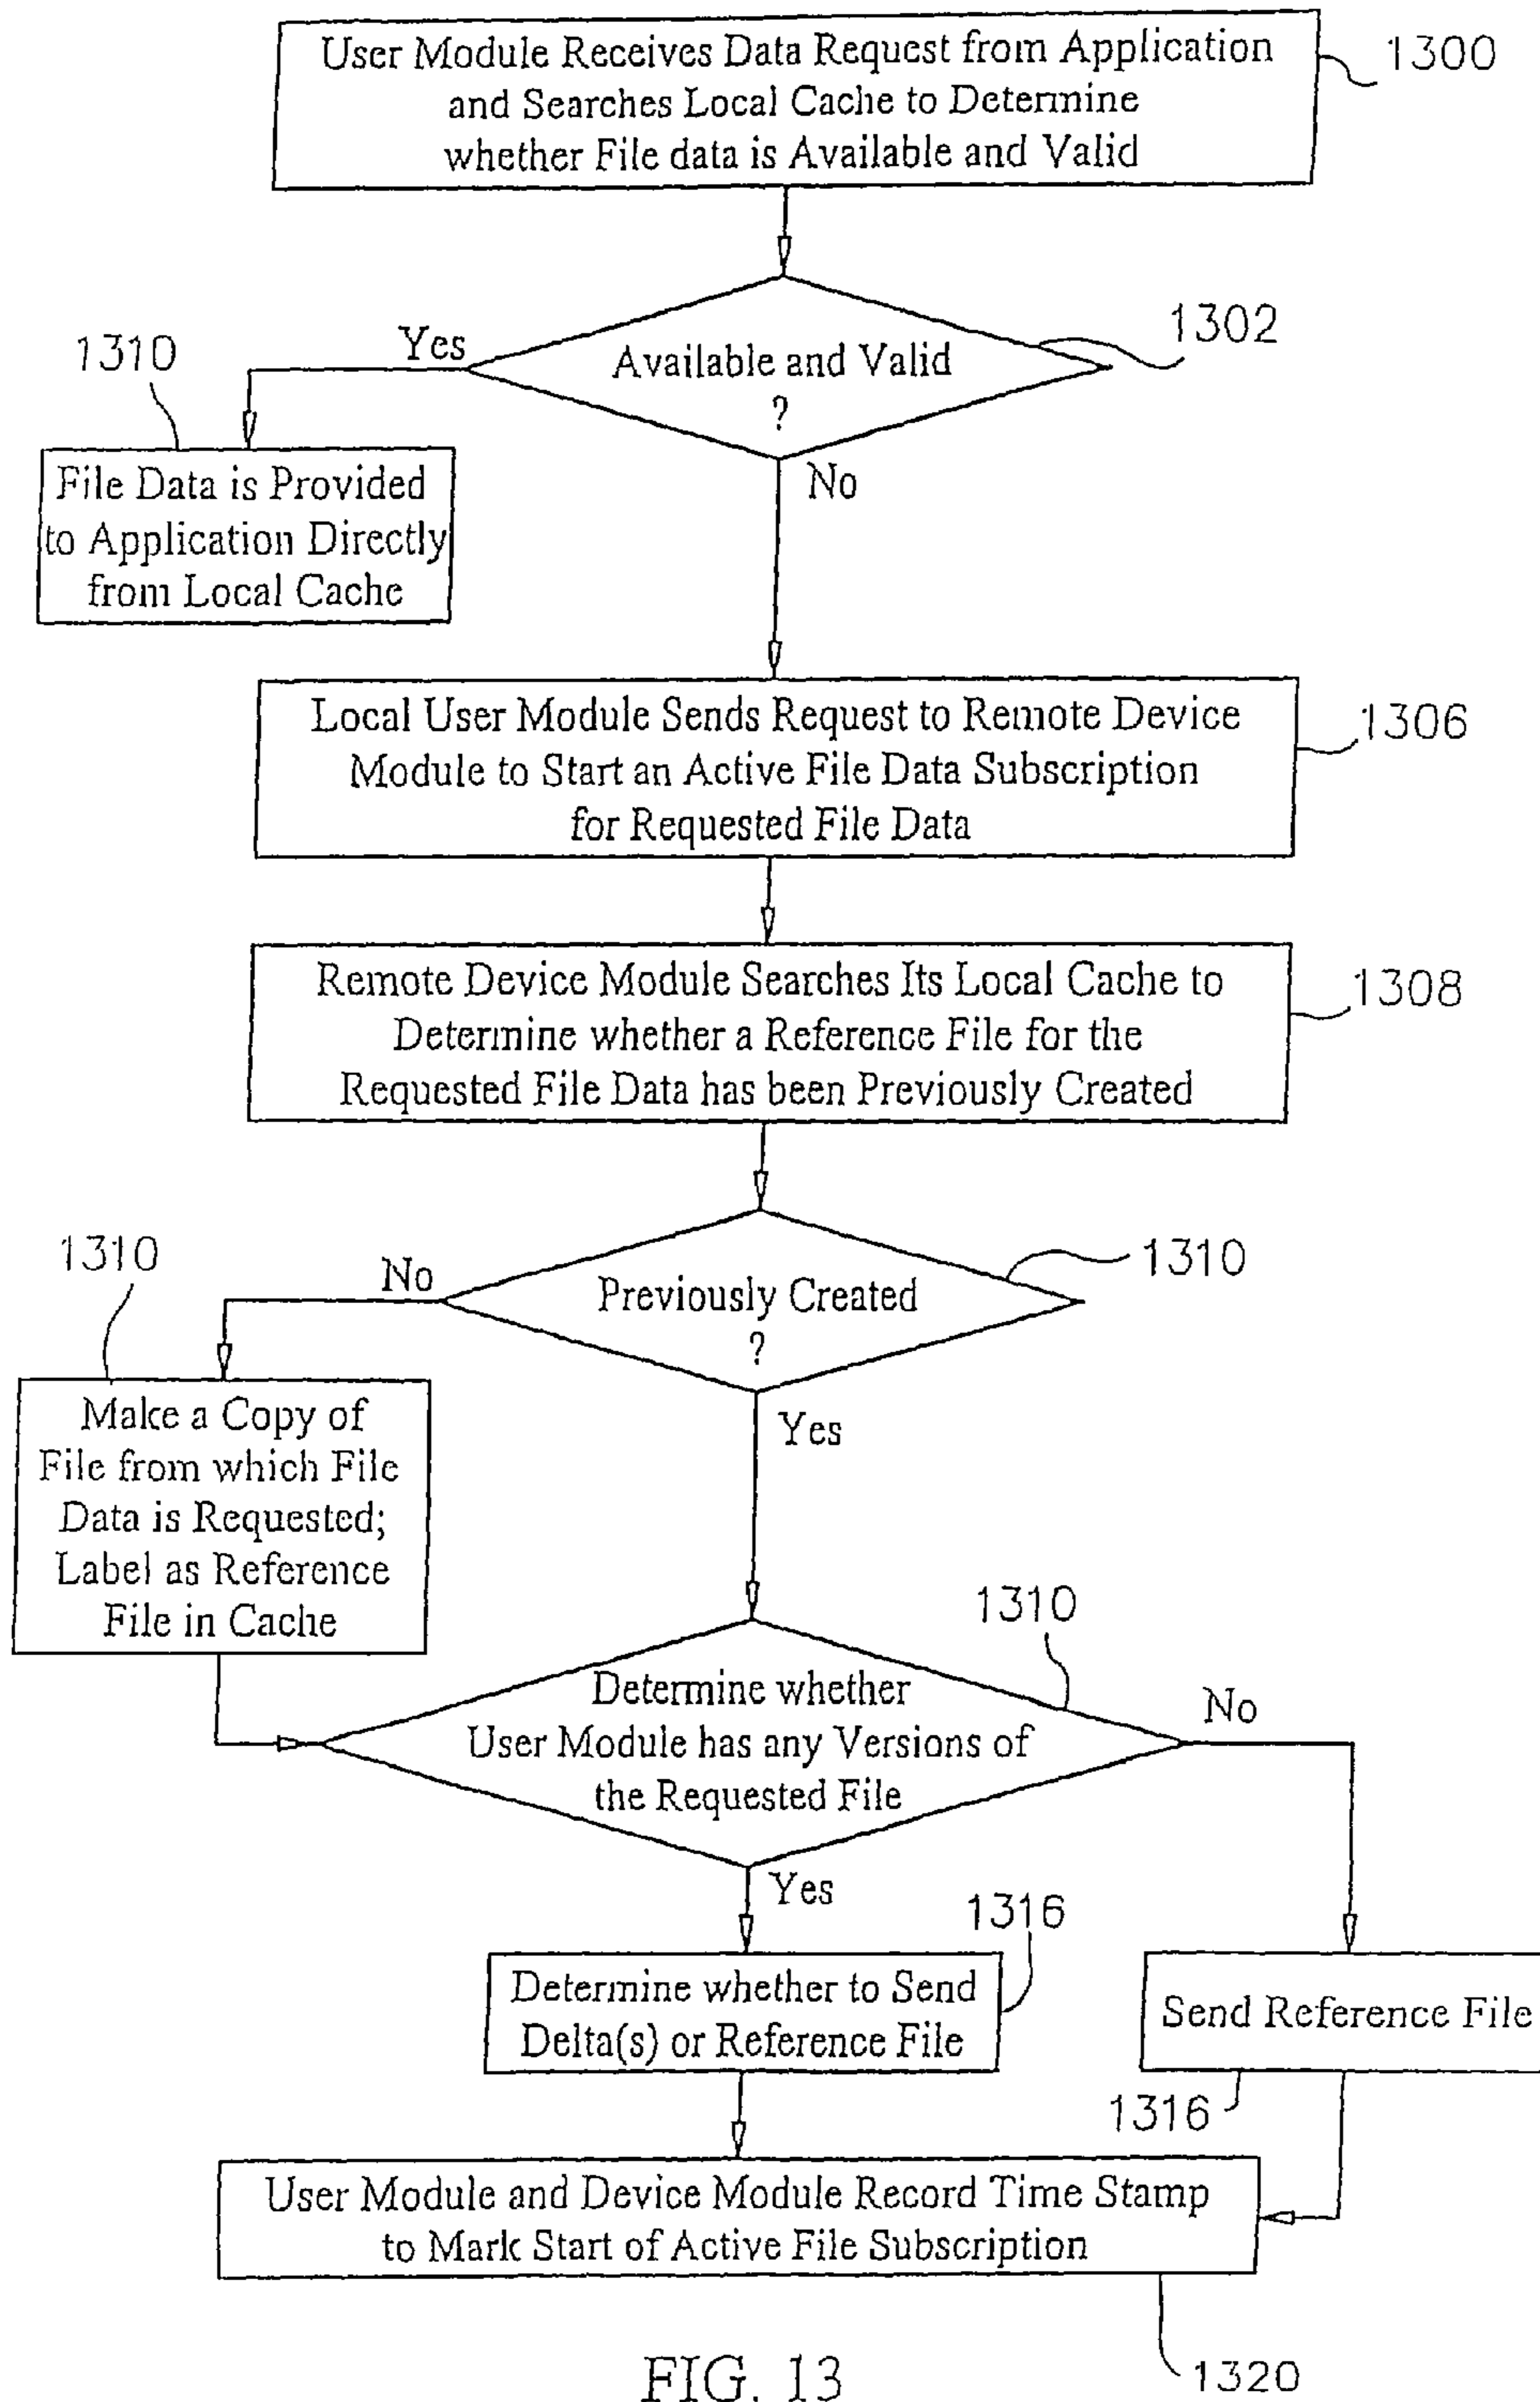 User Module Receives Data Request from Application
and Searches Local Cache to Determine
whether File data is Available and Valid
1300
1302
Available and Valid
?
Yes
1310
File Data is Provided
to Application Directly
from Local Cache
No
Local User Module Sends Request to Remote Device
Module to Start an Active File Data Subscription
for Requested File Data
1306
Remote Device Module Searches Its Local Cache to
Determine whether a Reference File for the
Requested File Data has been Previously Created
1308
1310
Previously Created
?
No
1310
Make a Copy of
File from which File
Data is Requested;
Label as Reference
File in Cache
Yes
1310
Determine whether
User Module has any Versions of
the Requested File
No
Yes
1316
Determine whether to Send
Delta(s) or Reference File
Send Reference File
1316
User Module and Device Module Record Time Stamp
to Mark Start of Active File Subscription
1320
FIG. 13